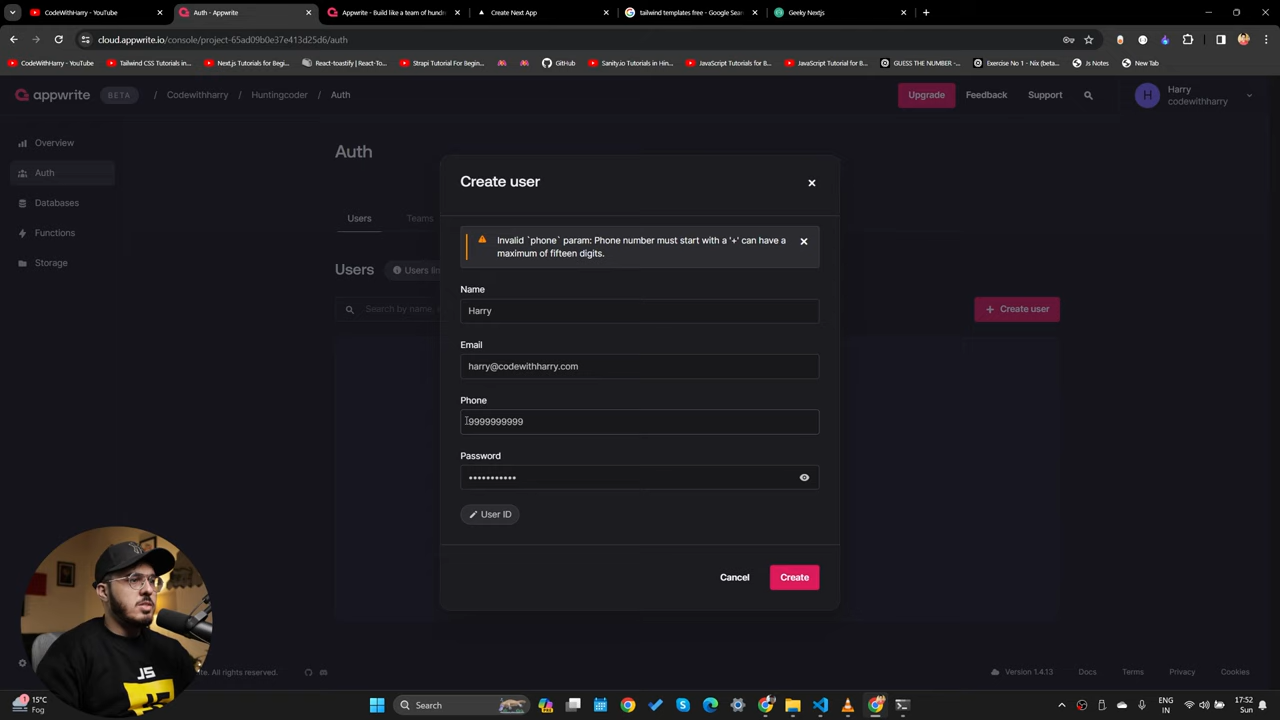 CodeWithHarry - YouTube
Auth - Appwrite
Appwrite - Build like a team of hundr
Create Next App
tailwind templates free - Google Sear
Geeky Nextjs
cloud.appwrite.io/console/project-65ad09b0e37e413d25d6/auth
CodeWithHarry - YouTube
Tailwind CSS Tutorials in...
Next.js Tutorials for Begi...
React-toastify | React-To...
Strapi Tutorial For Begin...
GitHub
Sanity.io Tutorials in Hin...
JavaScript Tutorials for B...
JavaScript Tutorial for B...
GUESS THE NUMBER -...
Exercise No 1 - Nix (beta...
Js Notes
New Tab
appwrite
BETA
/ Codewithharry / Huntingcoder / Auth
Upgrade
Feedback
Support
H
Harry
codewithharry
Overview
Auth
Databases
Functions
Storage
Auth
Users
Teams
Users
Users lim
Search by name,
Create user
Create user
Invalid `phone` param: Phone number must start with a '+' can have a
maximum of fifteen digits.
Name
Harry
Email
harry@codewithharry.com
Phone
9999999999
Password
•••••••••••
User ID
Cancel
Create
JS
te. All rights reserved.
Version 1.4.13
Docs
Terms
Privacy
Cookies
15°C
Fog
Search
ENG
IN
17:52
Sun